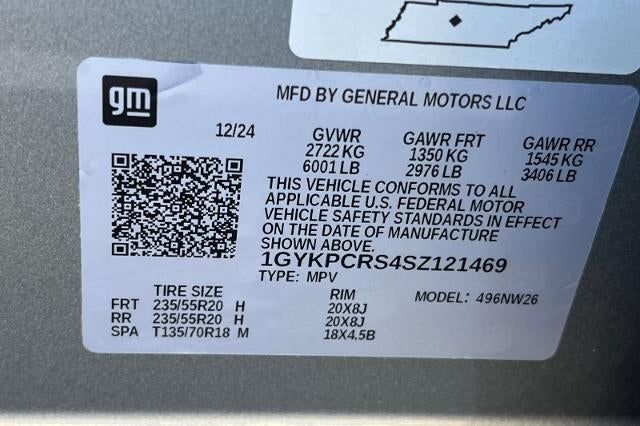 gm
MFD BY GENERAL MOTORS LLC
12/24
GVWR GAWR FRT GAWR RR
2722 KG 1350 KG 1545 KG
6001 LB 2976 LB 3406 LB
THIS VEHICLE CONFORMS TO ALL
APPLICABLE U.S. FEDERAL MOTOR
VEHICLE SAFETY STANDARDS IN EFFECT
ON THE DATE OF MANUFACTURE
SHOWN ABOVE.
1GYKPCRS4SZ121469
TYPE: MPV
TIRE SIZE RIM MODEL: 496NW26
FRT 235/55R20 H 20X8J
RR 235/55R20 H 20X8J
SPA T135/70R18 M 18X4.5B